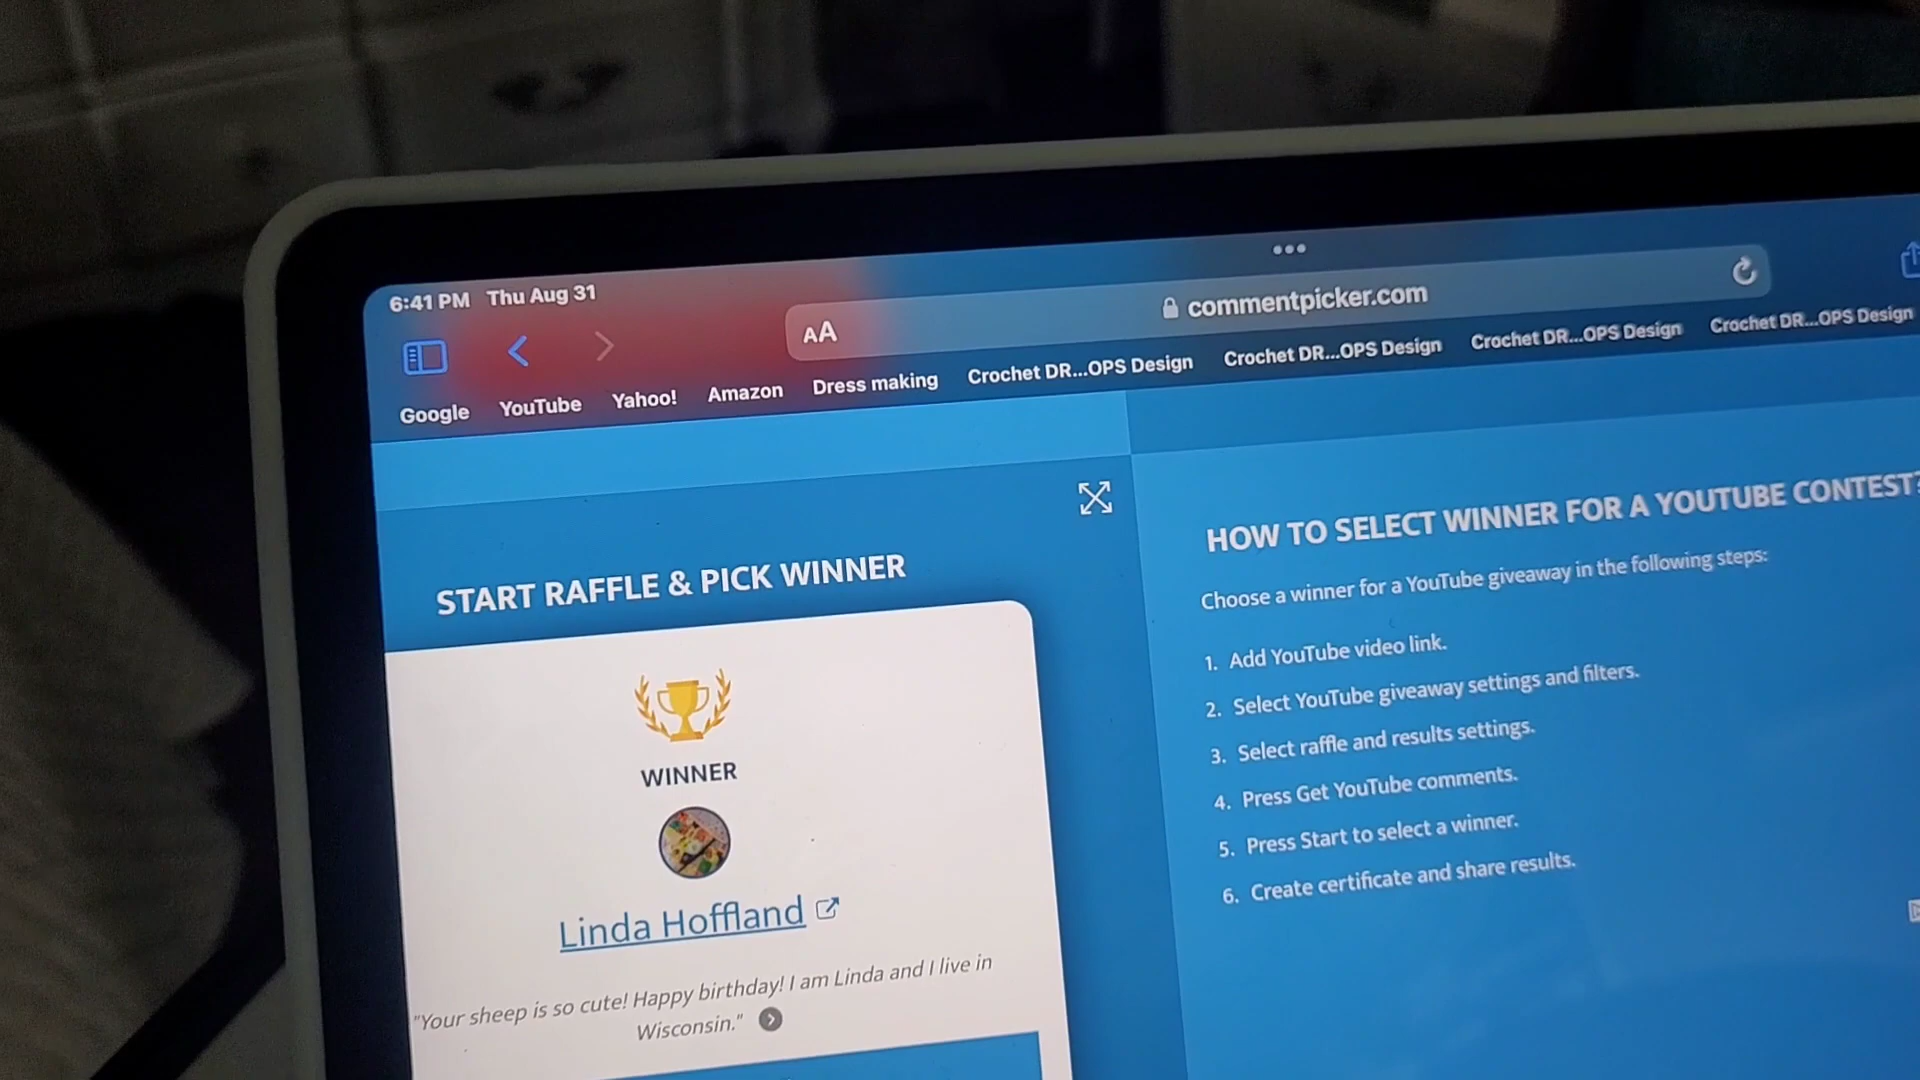 6:41 PM Thu Aug 31
AA
commentpicker.com
Google YouTube Yahoo! Amazon Dress making Crochet DR...OPS Design Crochet DR...OPS Design Crochet DR...OPS Design Crochet DR...OPS Design
START RAFFLE & PICK WINNER
WINNER
Linda Hoffland
"Your sheep is so cute! Happy birthday! I am Linda and I live in
Wisconsin."
HOW TO SELECT WINNER FOR A YOUTUBE CONTEST?
Choose a winner for a YouTube giveaway in the following steps:
1. Add YouTube video link.
2. Select YouTube giveaway settings and filters.
3. Select raffle and results settings.
4. Press Get YouTube comments.
5. Press Start to select a winner.
6. Create certificate and share results.